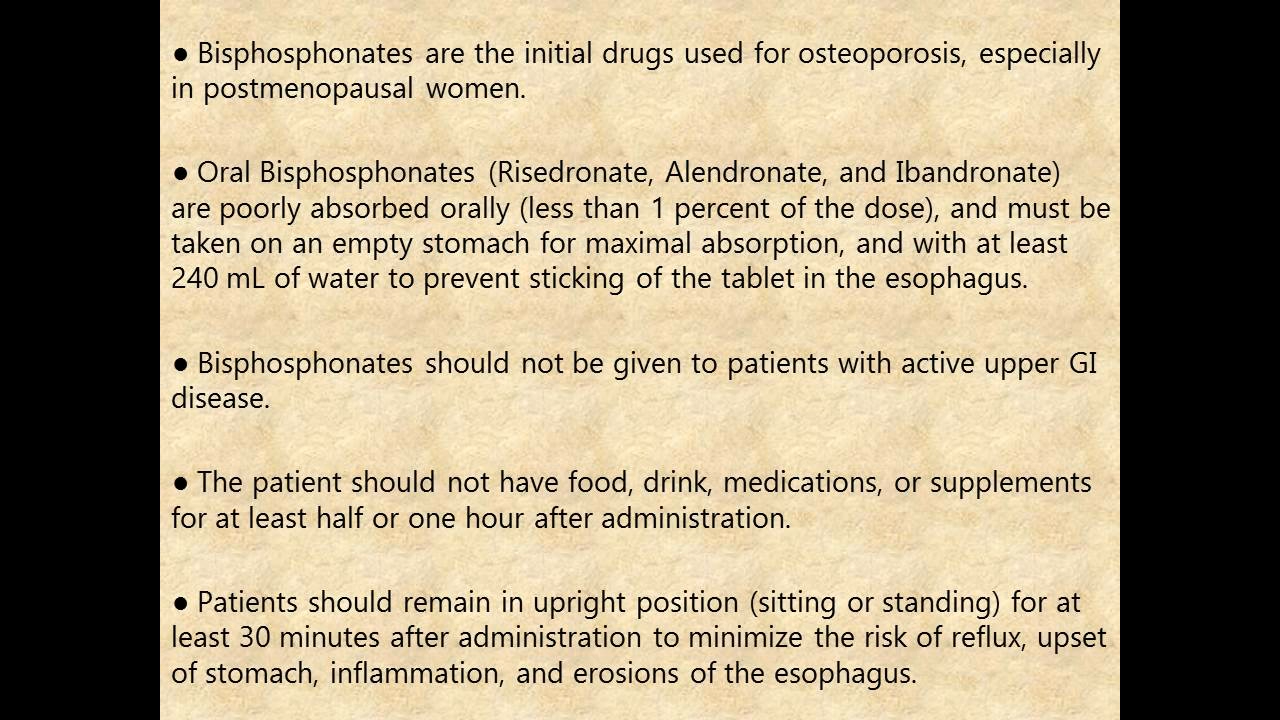 ● Bisphosphonates are the initial drugs used for osteoporosis, especially
in postmenopausal women.
● Oral Bisphosphonates (Risedronate, Alendronate, and Ibandronate)
are poorly absorbed orally (less than 1 percent of the dose), and must be
taken on an empty stomach for maximal absorption, and with at least
240 mL of water to prevent sticking of the tablet in the esophagus.
● Bisphosphonates should not be given to patients with active upper GI
disease.
● The patient should not have food, drink, medications, or supplements
for at least half or one hour after administration.
● Patients should remain in upright position (sitting or standing) for at
least 30 minutes after administration to minimize the risk of reflux, upset
of stomach, inflammation, and erosions of the esophagus.